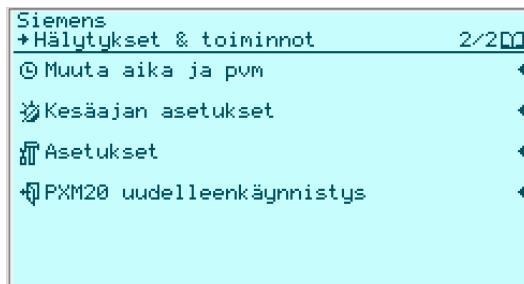 Siemens
Hälytykset & toiminnot 2/2
Muuta aika ja pvm
Kesäajan asetukset
Asetukset
PXM20 uudelleenkäynnistys